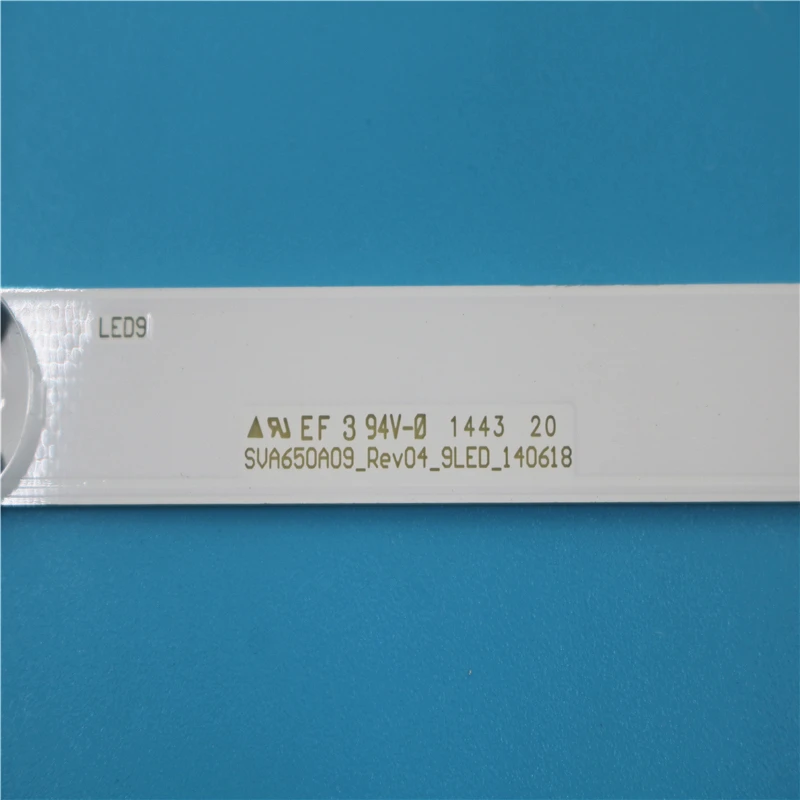 LED9
EF 3 94V-0 1443 20
SVA650A09_Rev04_9LED_140618